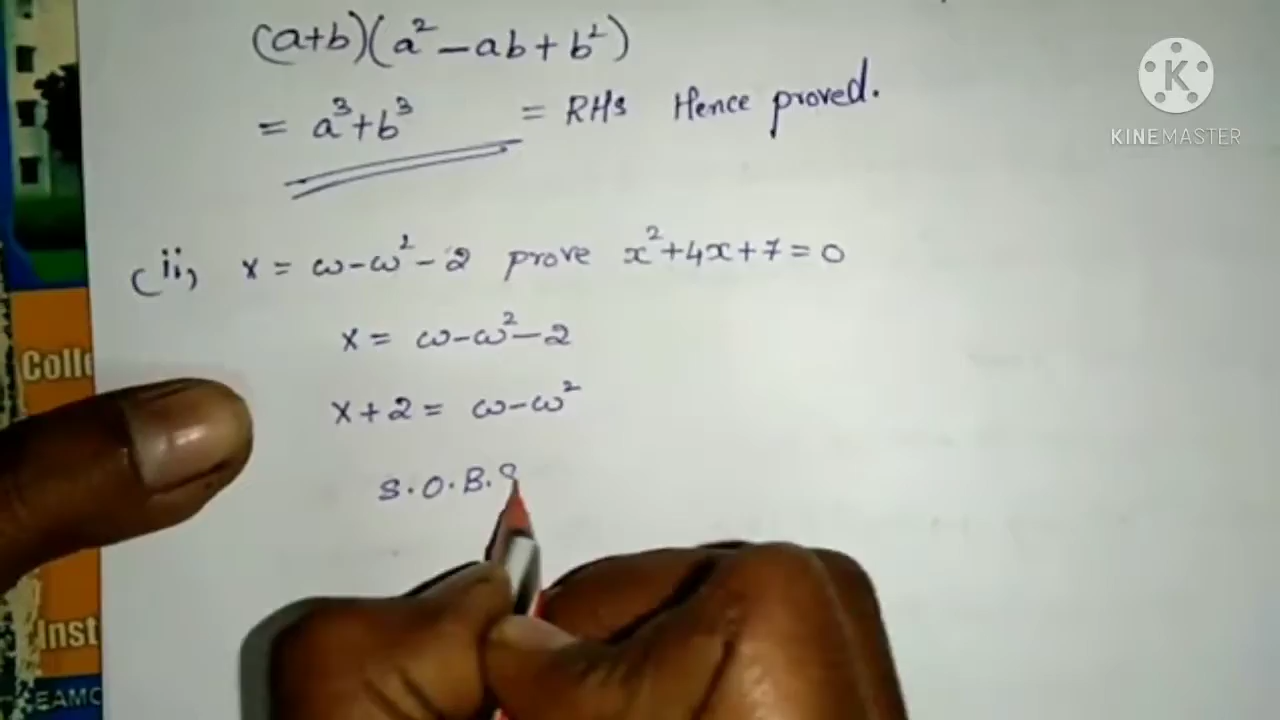 (a+b)(a² - ab + b²)
= a³+b³ = RHS Hence proved.
(ii) x = ω-ω²-2 prove x²+4x+7=0
x = ω-ω²-2
x+2 = ω-ω²
S.O.B.S
K
KINEMASTER
Inst
EAMC